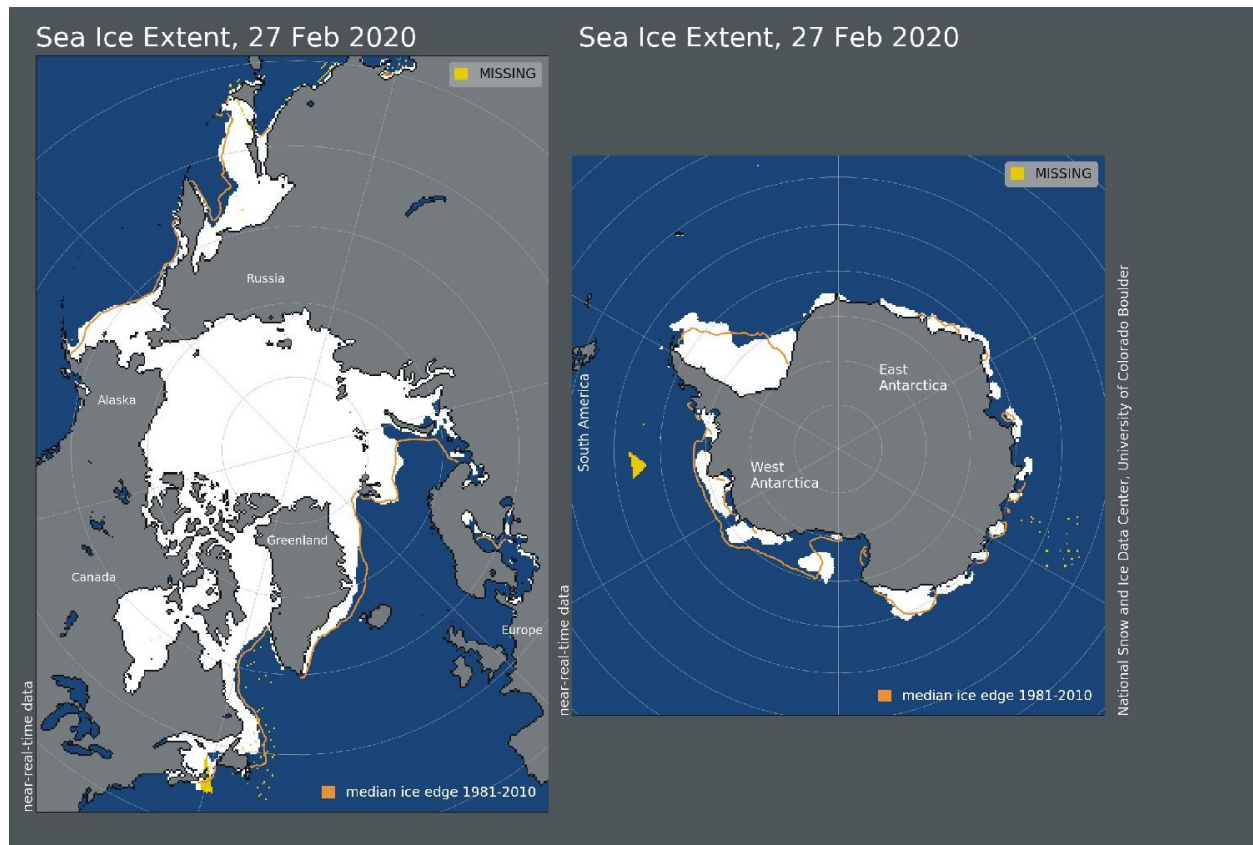 Sea Ice Extent, 27 Feb 2020
MISSING
Russia
Alaska
Greenland
Canada
Europe
near-real-time data
median ice edge 1981-2010
Sea Ice Extent, 27 Feb 2020
MISSING
East
Antarctica
South America
West
Antarctica
near-real-time data
median ice edge 1981-2010
National Snow and Ice Data Center, University of Colorado Boulder